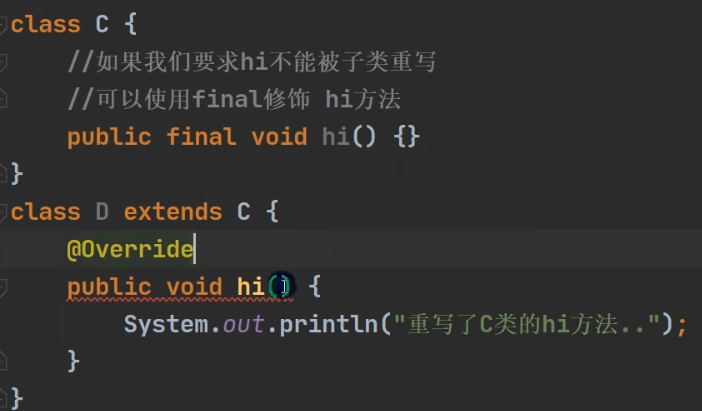 class C {
//如果我们要求hi不能被子类重写
//可以使用final修饰 hi方法
public final void hi() {}
}
class D extends C {
@Override
public void hi() {
System.out.println("重写了C类的hi方法..");
}
}